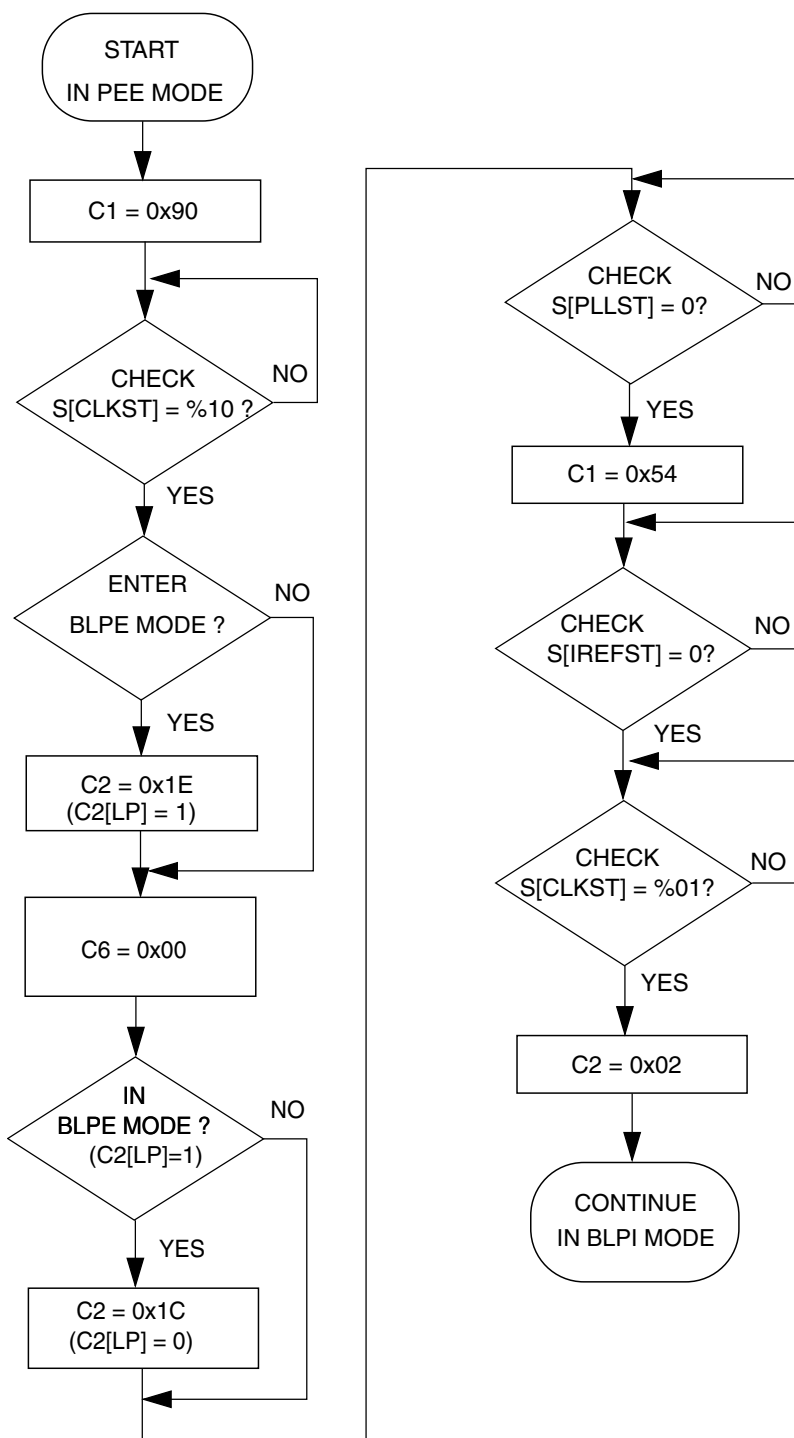 START
IN PEE MODE
C1 = 0x90
CHECK
S[CLKST] = %10 ?
NO
YES
ENTER
BLPE MODE ?
NO
YES
C2 = 0x1E
(C2[LP] = 1)
C6 = 0x00
IN
BLPE MODE ?
(C2[LP]=1)
NO
YES
C2 = 0x1C
(C2[LP] = 0)
CHECK
S[PLLST] = 0?
NO
YES
C1 = 0x54
CHECK
S[IREFST] = 0?
NO
YES
CHECK
S[CLKST] = %01?
NO
YES
C2 = 0x02
CONTINUE
IN BLPI MODE